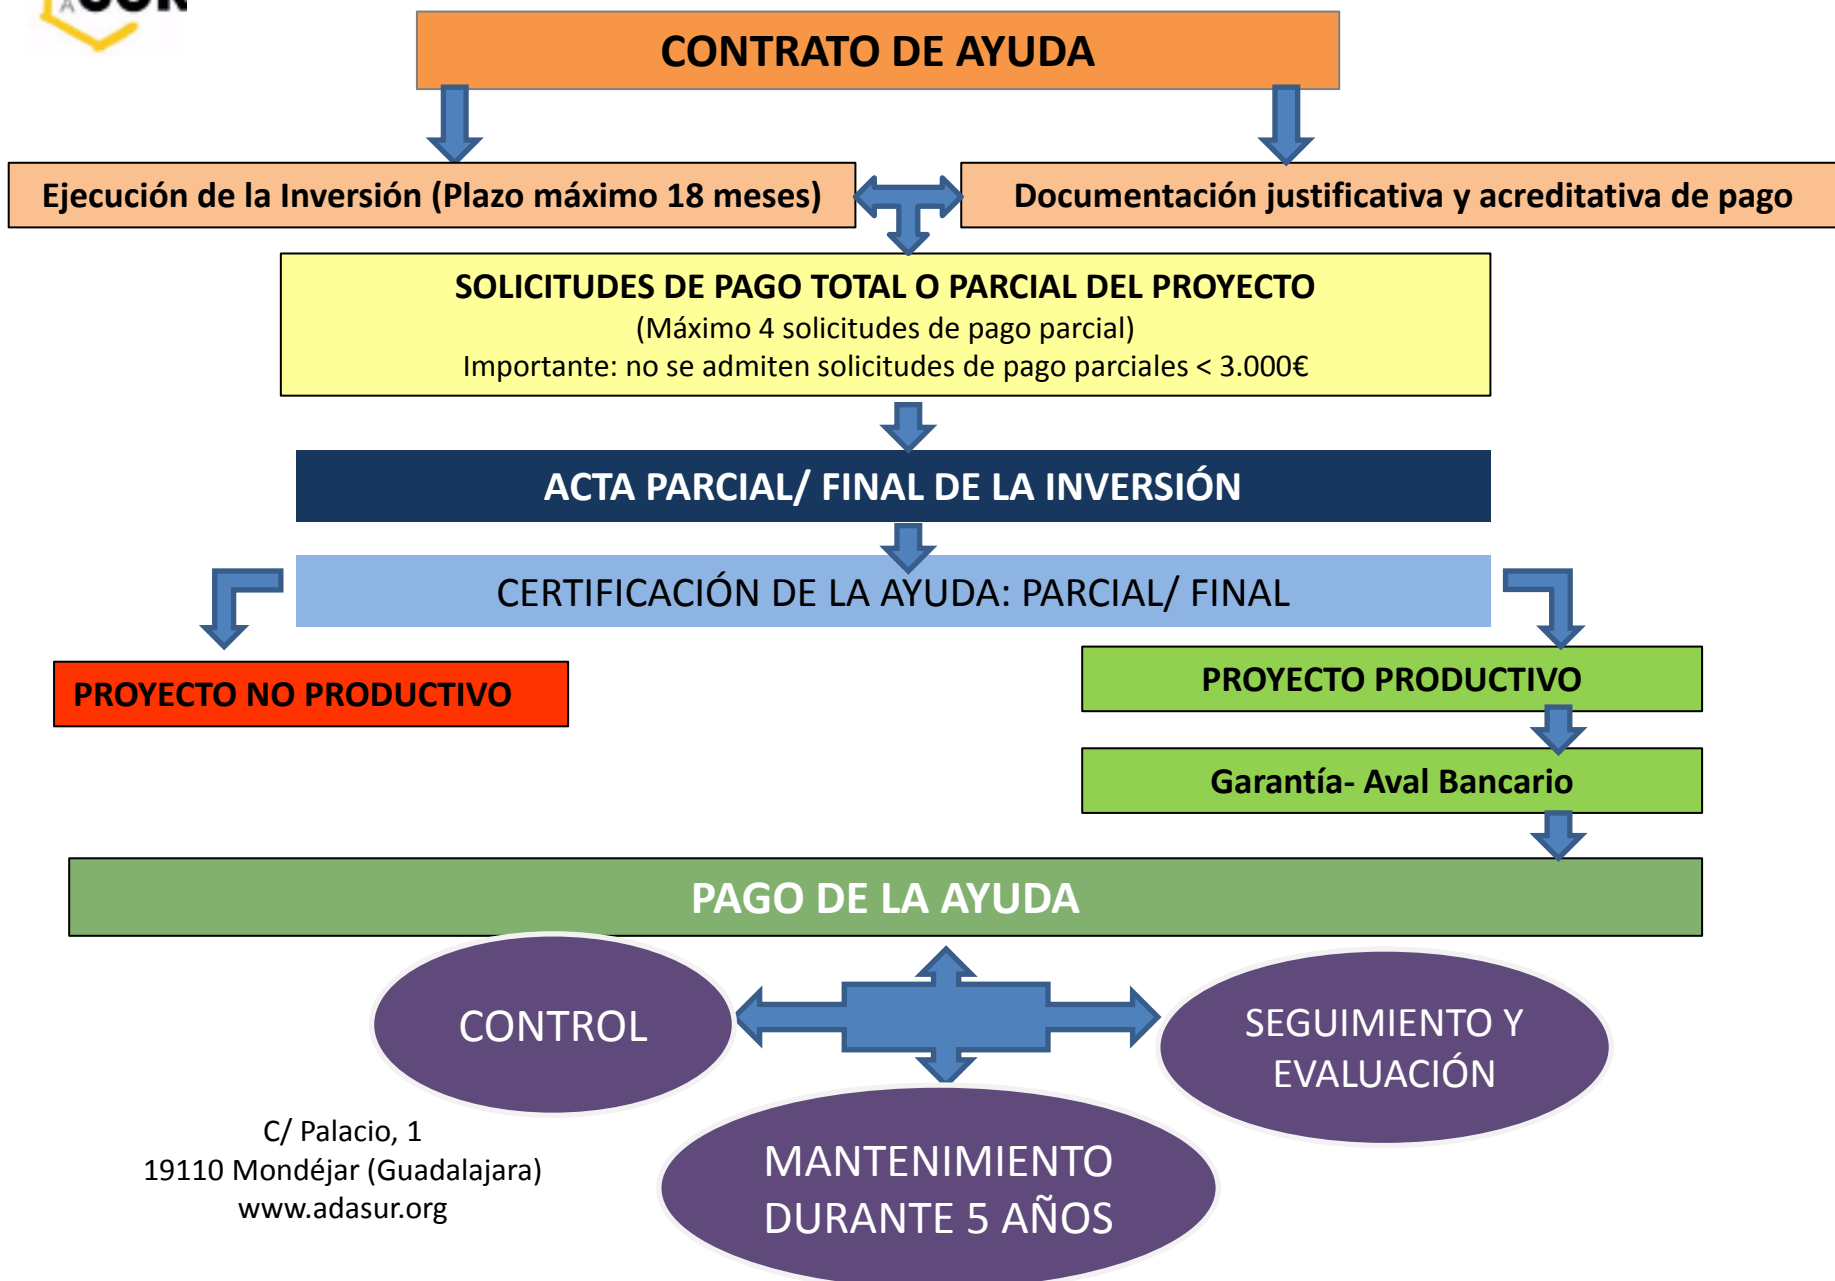 CONTRATO DE AYUDA
Ejecución de la Inversión (Plazo máximo 18 meses)
Documentación justificativa y acreditativa de pago
SOLICITUDES DE PAGO TOTAL O PARCIAL DEL PROYECTO
(Máximo 4 solicitudes de pago parcial)
Importante: no se admiten solicitudes de pago parciales < 3.000€
ACTA PARCIAL/ FINAL DE LA INVERSIÓN
CERTIFICACIÓN DE LA AYUDA: PARCIAL/ FINAL
PROYECTO NO PRODUCTIVO
PROYECTO PRODUCTIVO
Garantía- Aval Bancario
PAGO DE LA AYUDA
CONTROL
SEGUIMIENTO Y
EVALUACIÓN
MANTENIMIENTO
DURANTE 5 AÑOS
C/ Palacio, 1
19110 Mondéjar (Guadalajara)
www.adasur.org